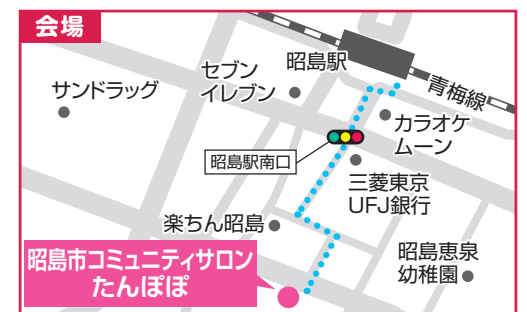 会場
昭島駅
セブン
イレブン
サンドラッグ
青梅線
カラオケ
ムーン
昭島駅南口
三菱東京
UFJ銀行
楽ちん昭島
昭島市コミュニティサロン
たんぽぽ
昭島恵泉
幼稚園